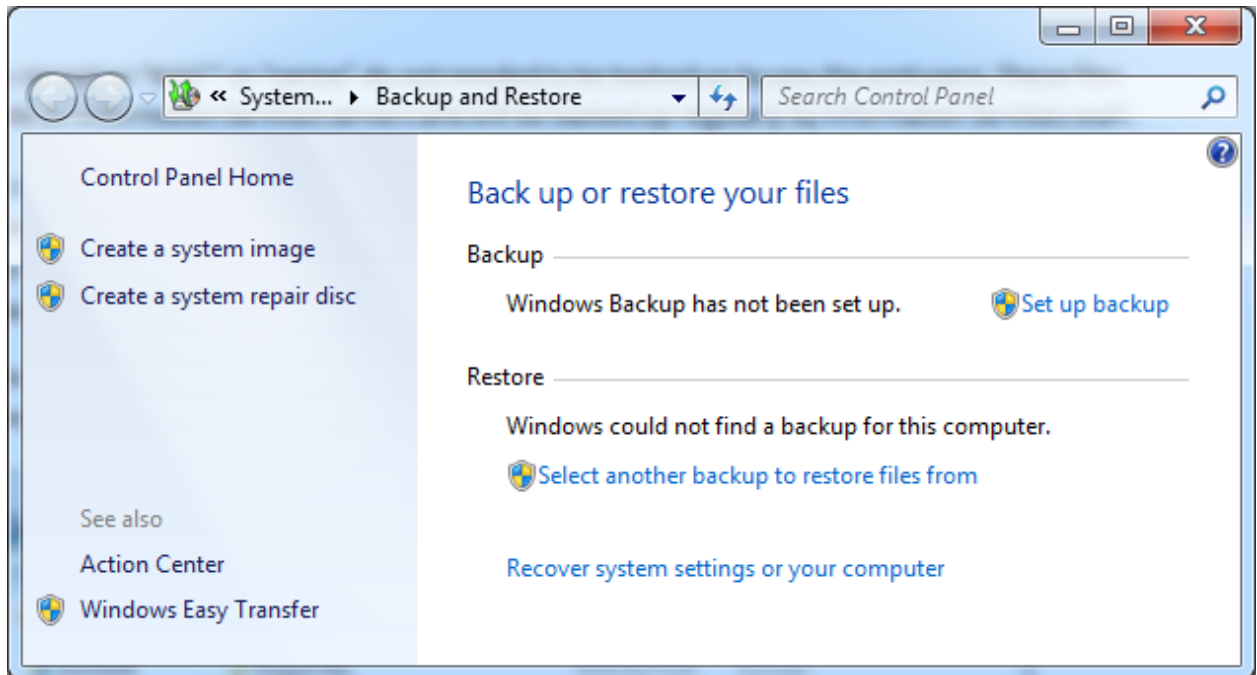 « System... ▸ Backup and Restore
Search Control Panel
Control Panel Home
Create a system image
Create a system repair disc
See also
Action Center
Windows Easy Transfer
Back up or restore your files
Backup
Windows Backup has not been set up.
Set up backup
Restore
Windows could not find a backup for this computer.
Select another backup to restore files from
Recover system settings or your computer